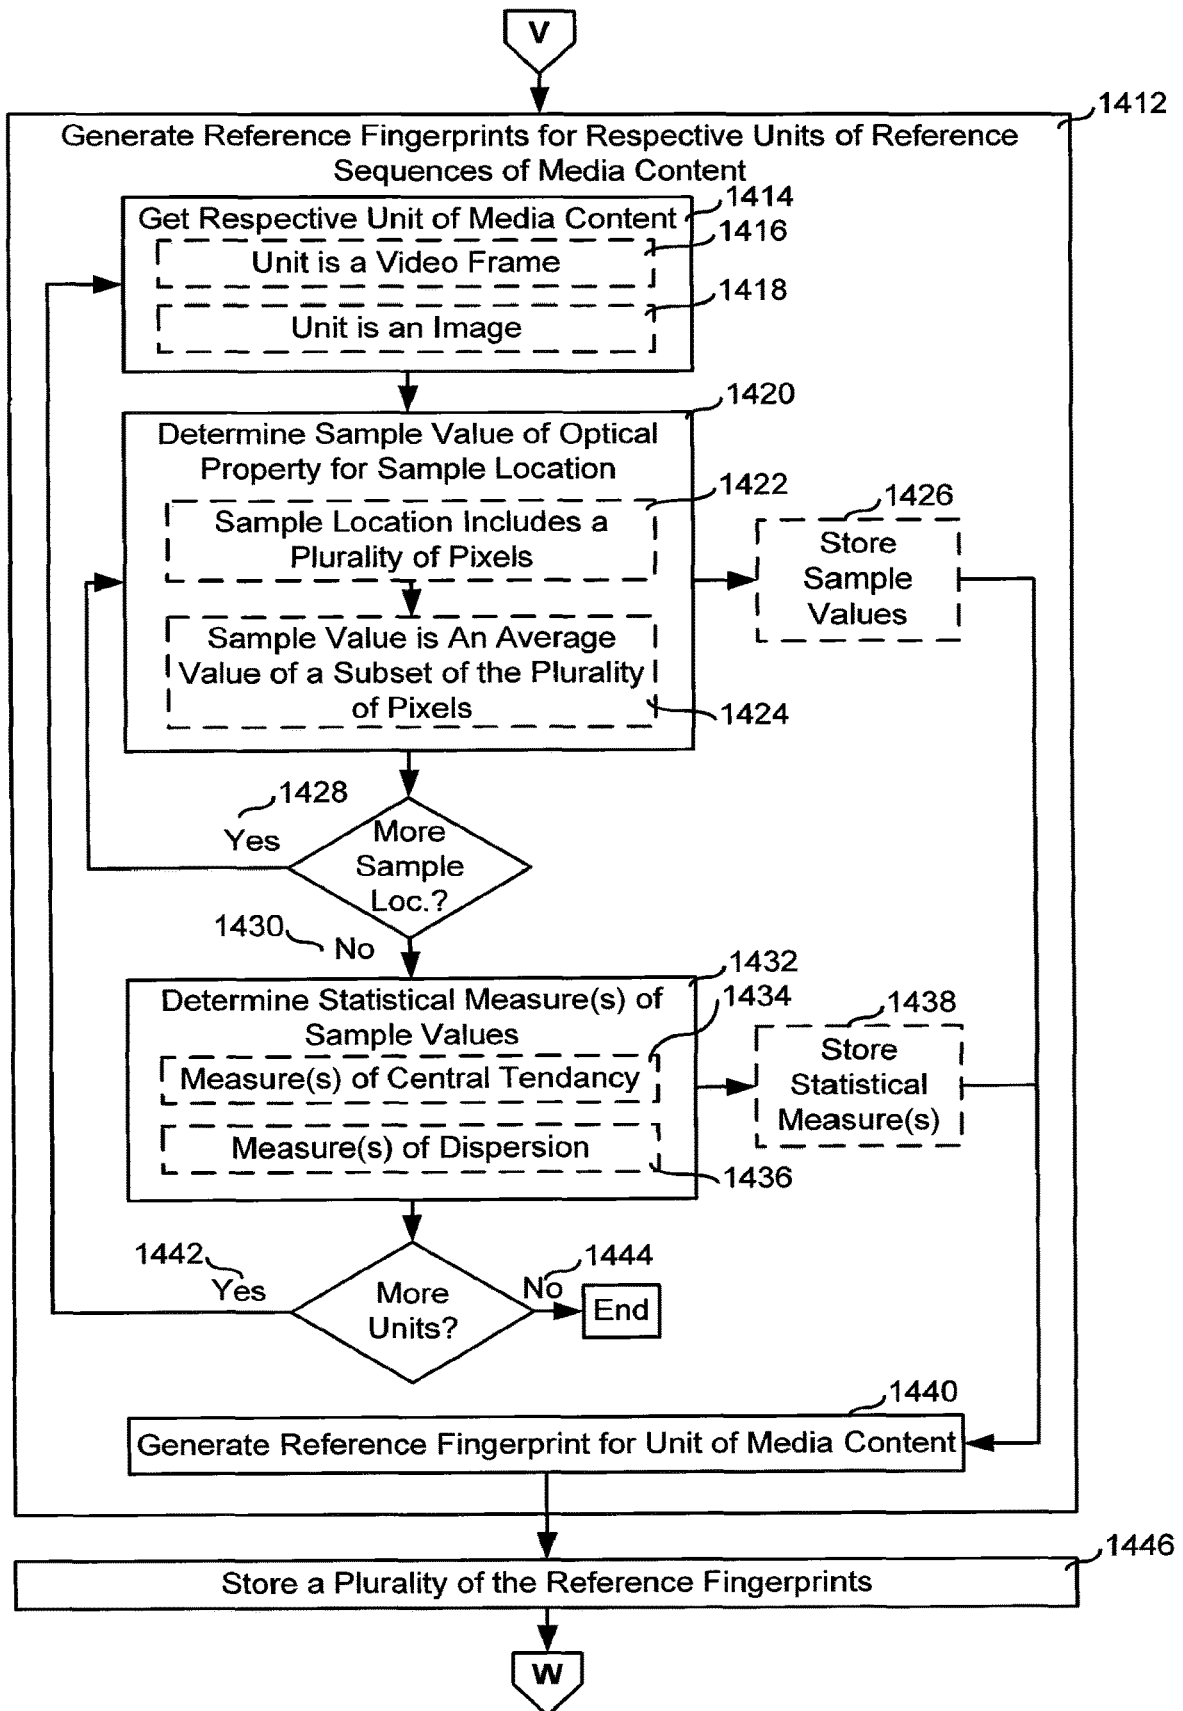 V
1412
Generate Reference Fingerprints for Respective Units of Reference
Sequences of Media Content
1414
Get Respective Unit of Media Content
1416
Unit is a Video Frame
1418
Unit is an Image
1420
Determine Sample Value of Optical
Property for Sample Location
1422
Sample Location Includes a
Plurality of Pixels
1426
Store
Sample
Values
Sample Value is An Average
Value of a Subset of the Plurality
of Pixels
1424
1428
Yes
More
Sample
Loc.?
1430
No
1432
Determine Statistical Measure(s) of
Sample Values
1434
Measure(s) of Central Tendancy
1438
Store
Statistical
Measure(s)
Measure(s) of Dispersion
1436
1442
Yes
More
Units?
1444
No
End
1440
Generate Reference Fingerprint for Unit of Media Content
1446
Store a Plurality of the Reference Fingerprints
W